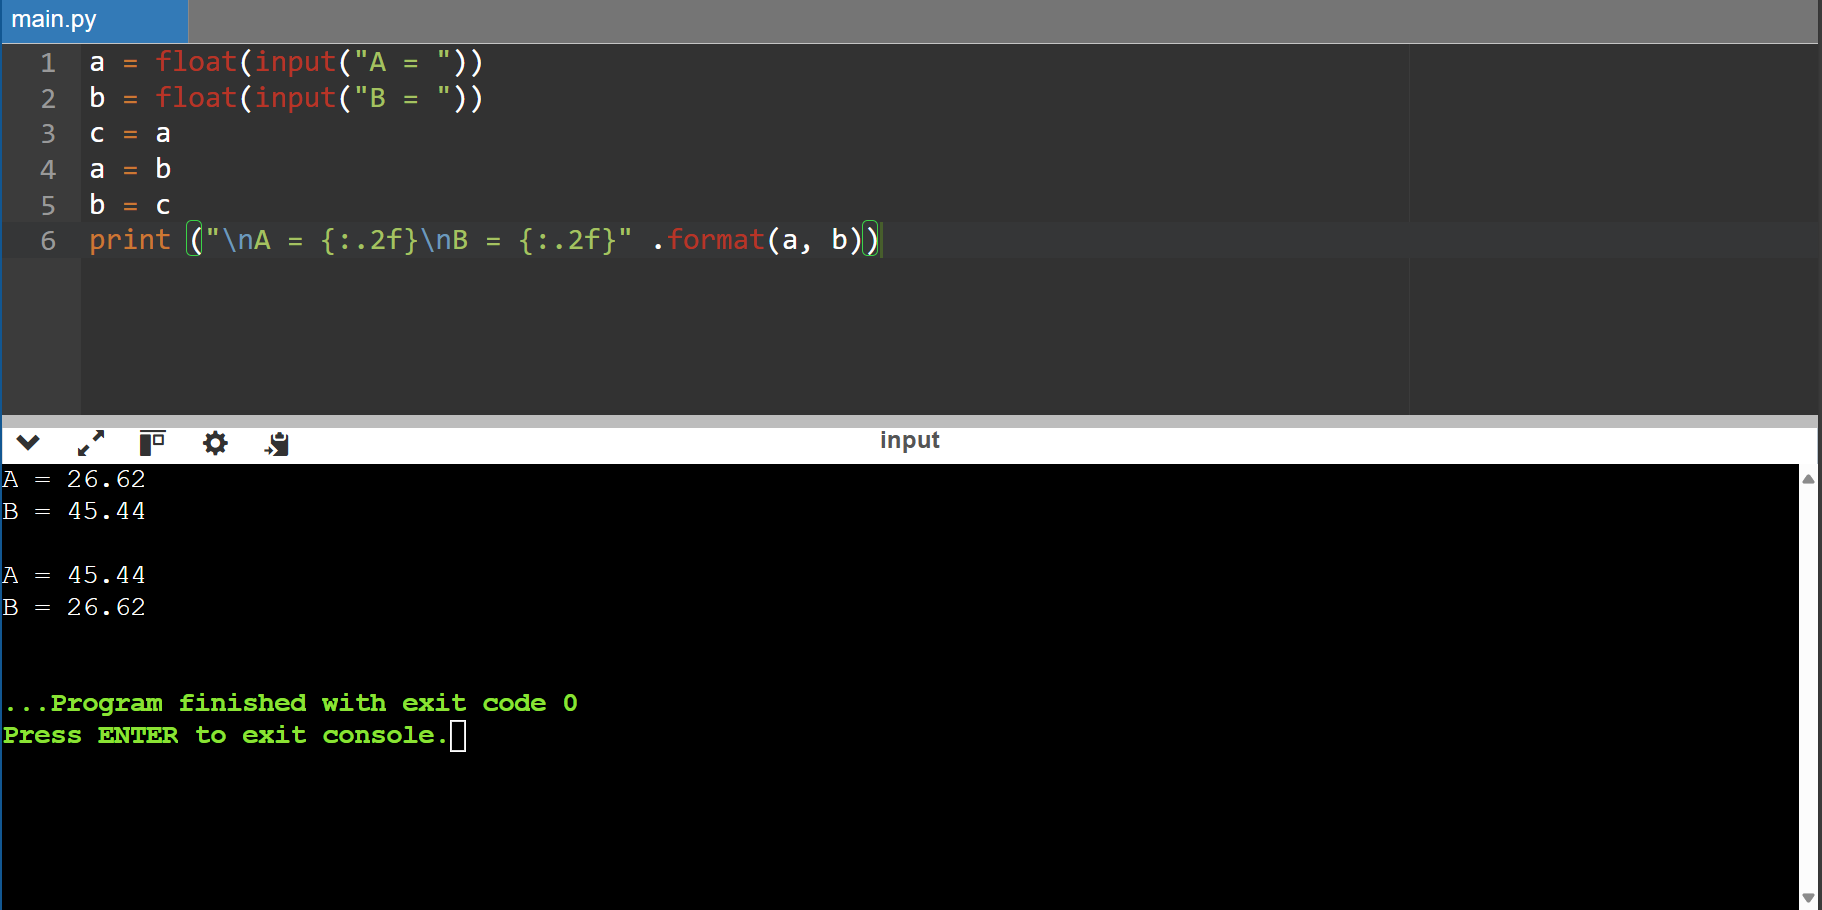 main.py
1 a = float(input("A = "))
2 b = float(input("B = "))
3 c = a
4 a = b
5 b = c
6 print ("\nA = {:.2f}\nB = {:.2f}" .format(a, b))
input
A = 26.62
B = 45.44
A = 45.44
B = 26.62
...Program finished with exit code 0
Press ENTER to exit console.